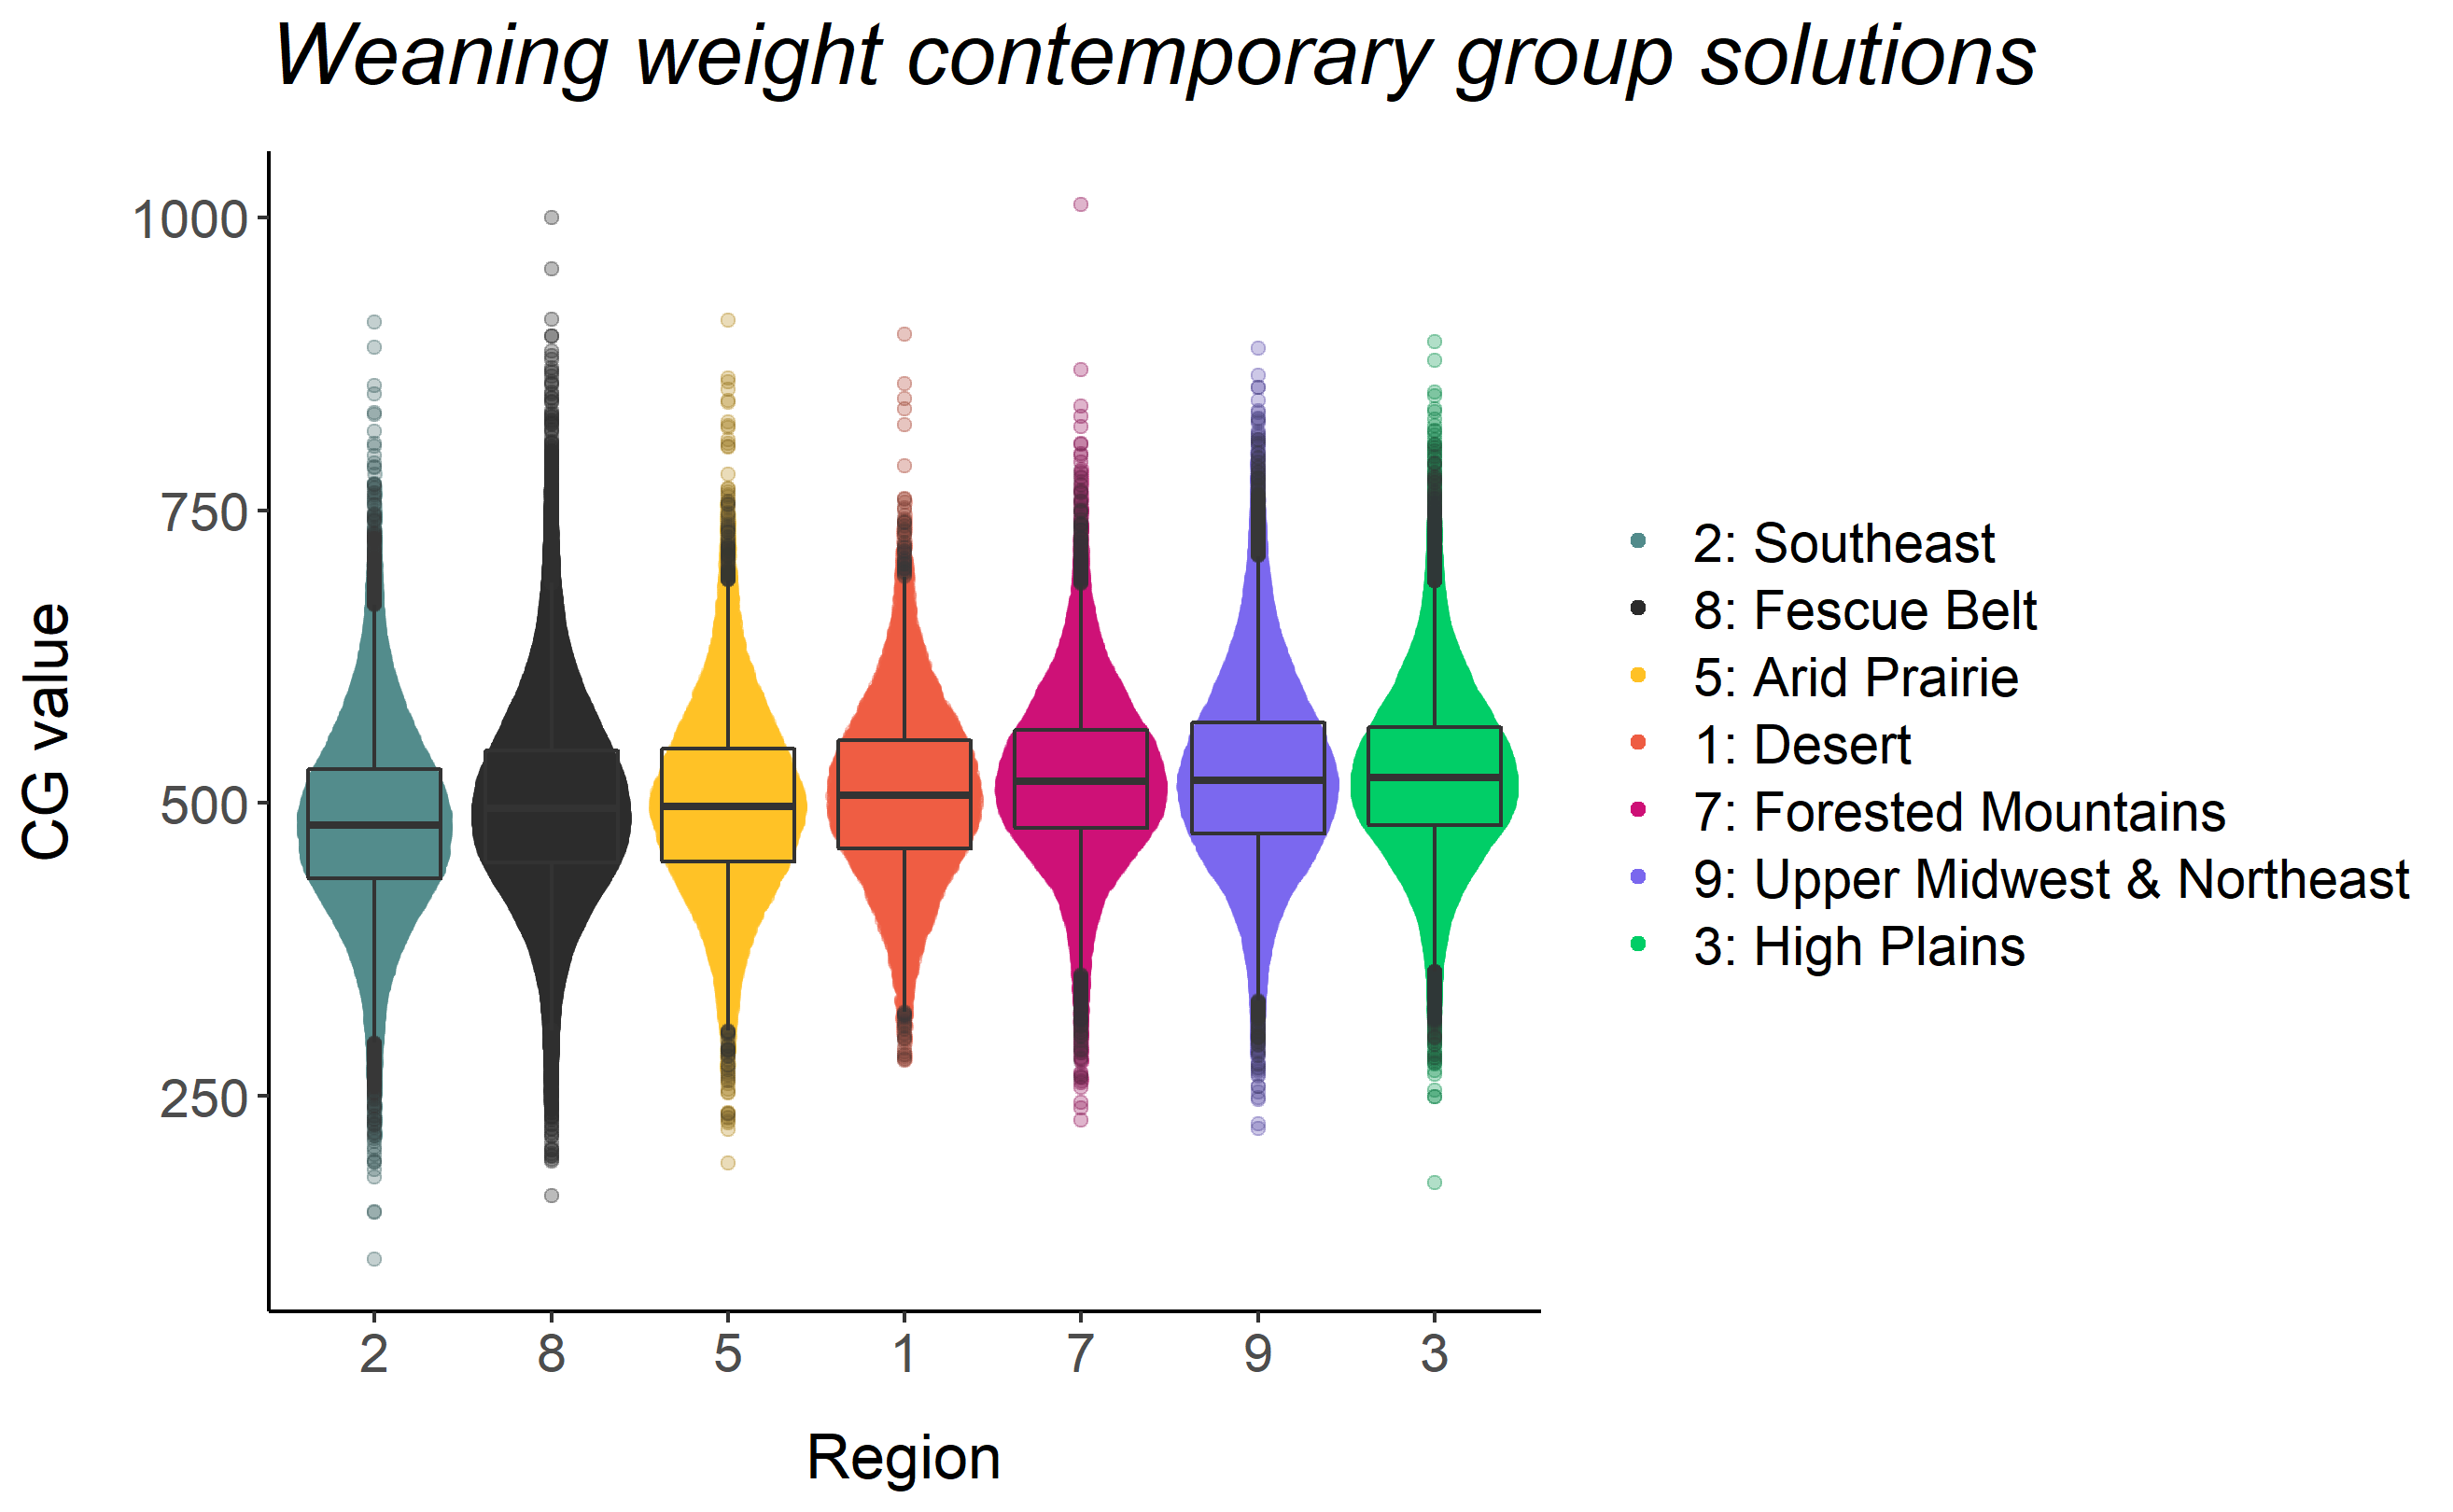 Weaning weight contemporary group solutions
CG value
1000
750
500
250
2 8 5 1 7 9 3
Region
2: Southeast
8: Fescue Belt
5: Arid Prairie
1: Desert
7: Forested Mountains
9: Upper Midwest & Northeast
3: High Plains